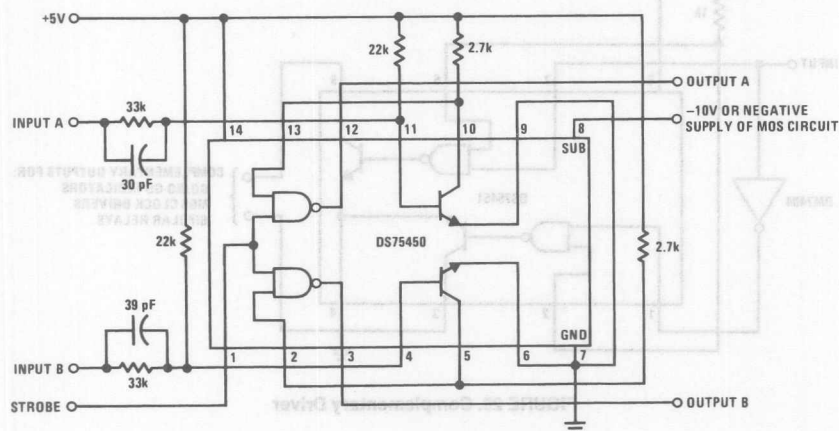 +5V
22k
2.7k
OUTPUT A
33k
INPUT A
14
13
12
11
10
9
8
–10V OR NEGATIVE
SUPPLY OF MOS CIRCUIT
SUB
30 pF
22k
DS75450
2.7k
39 pF
GND
INPUT B
1
2
3
4
5
6
7
33k
STROBE
OUTPUT B